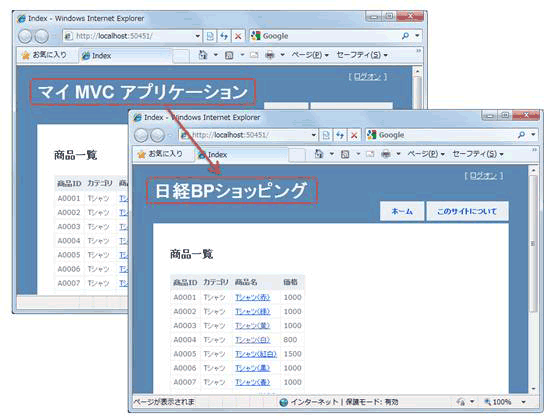 Index - Windows Internet Explorer
http://localhost:50451/
Google
お気に入り
Index
ページ(P)
セーフティ(S)
[ ログオン ]
マイ MVC アプリケーション
商品一覧
商品ID カテゴリ
A0001 Tシャツ
A0002 Tシャツ
A0003 Tシャツ
A0004 Tシャツ
A0005 Tシャツ
A0006 Tシャツ
A0007 Tシャツ
Index - Windows Internet Explorer
http://localhost:50451/
Google
お気に入り
Index
ページ(P)
セーフティ(S)
[ ログオン ]
日経BPショッピング
ホーム このサイトについて
商品一覧
商品ID カテゴリ 商品名 価格
A0001 Tシャツ Tシャツ(赤) 1000
A0002 Tシャツ Tシャツ(緑) 1000
A0003 Tシャツ Tシャツ(黄) 1000
A0004 Tシャツ Tシャツ(白) 800
A0005 Tシャツ Tシャツ(紅白) 1500
A0006 Tシャツ Tシャツ(黒) 1000
A0007 Tシャツ Tシャツ(春) 1000
ページが表示されま インターネット | 保護モード: 有効 100%